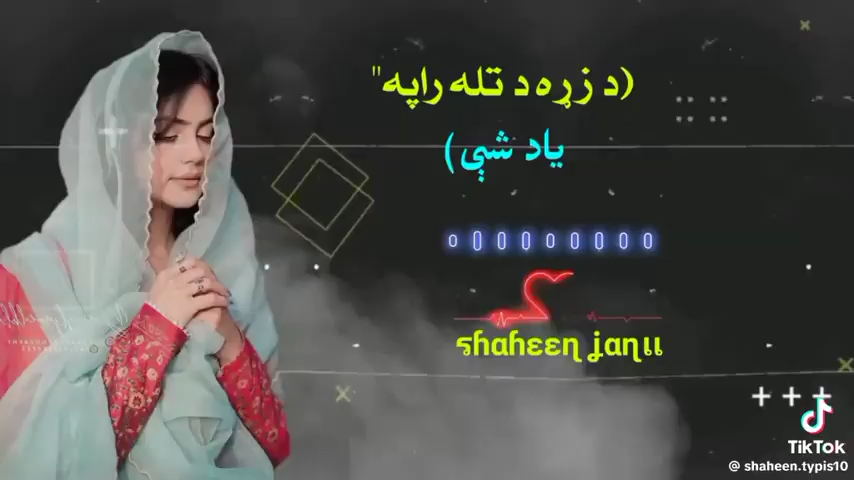 (د زړه د تله راپه"
یاد شې)
shaheen janıı
TikTok
@ shaheen.typis10